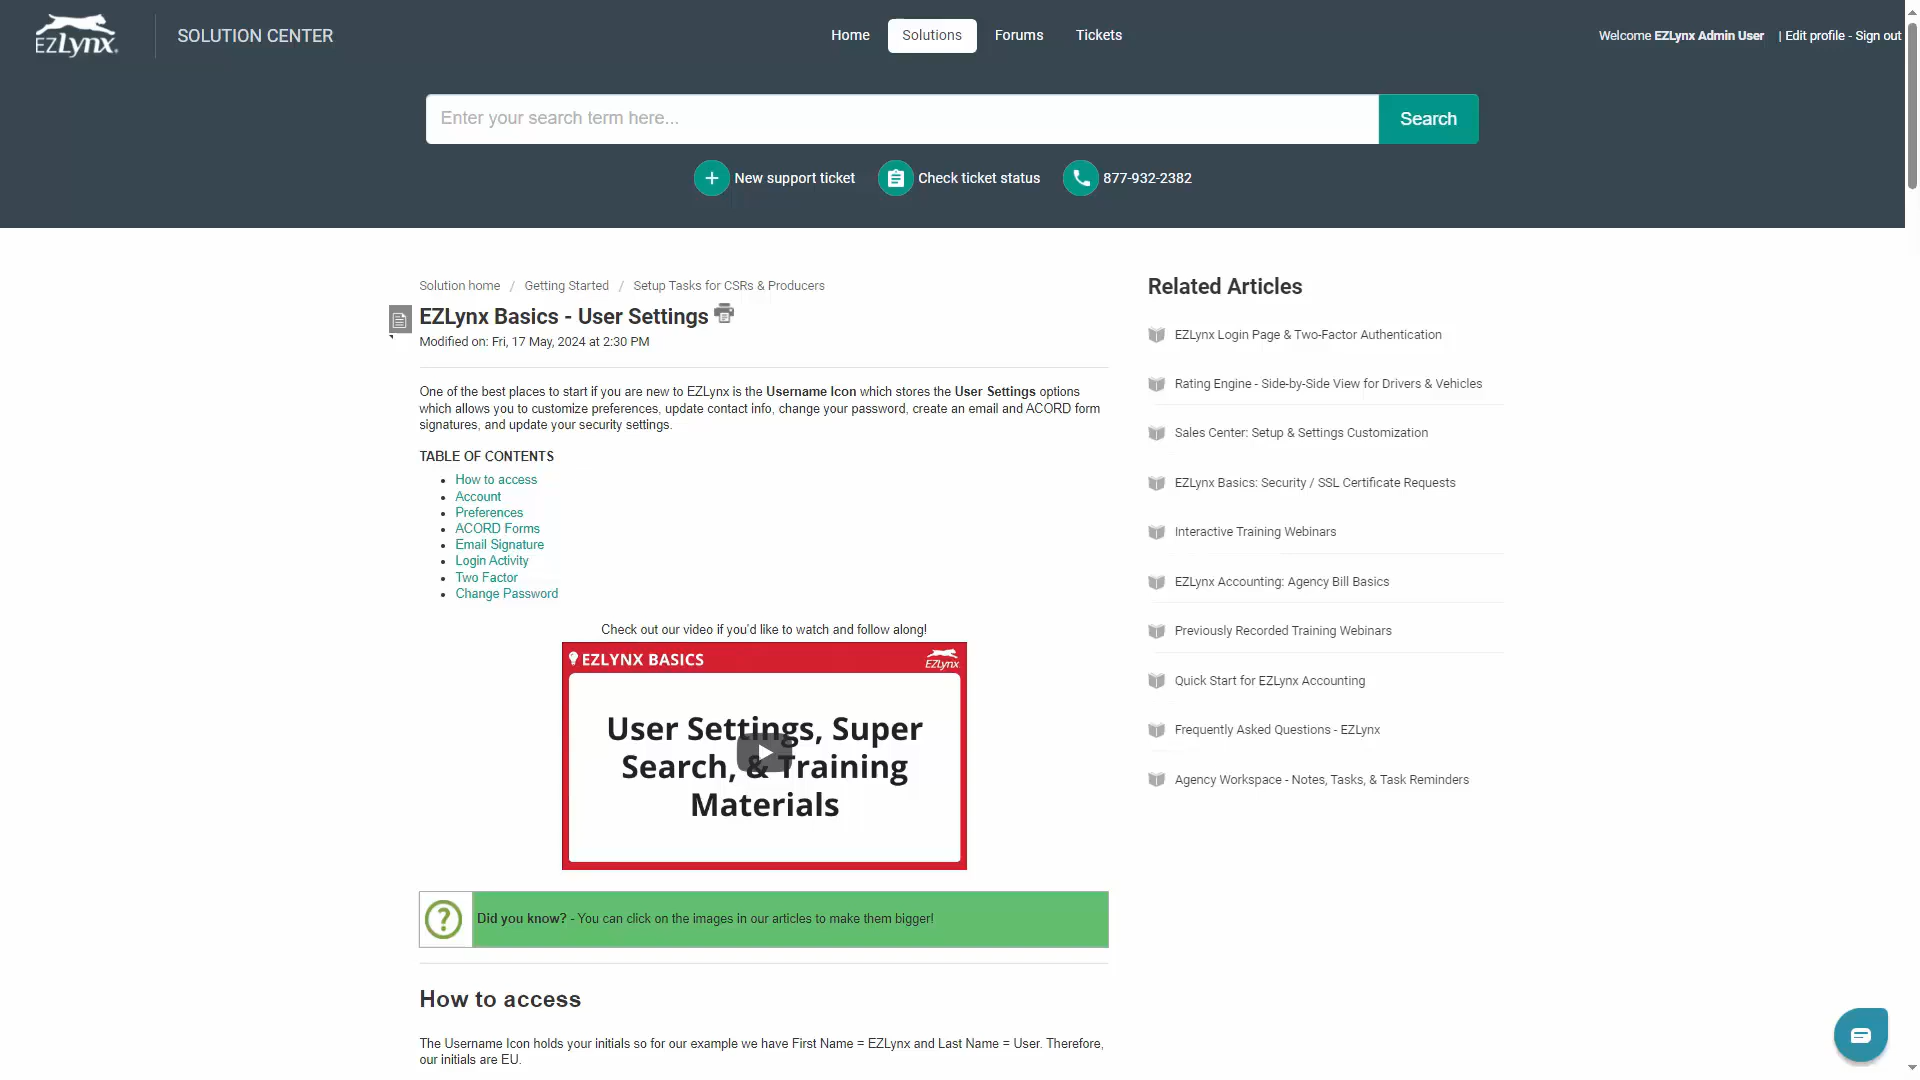 EZLynx
SOLUTION CENTER
Home
Solutions
Forums
Tickets
Welcome EZLynx Admin User | Edit profile - Sign out
Enter your search term here...
Search
New support ticket
Check ticket status
877-932-2382
Solution home / Getting Started / Setup Tasks for CSRs & Producers
EZLynx Basics - User Settings
Modified on: Fri, 17 May, 2024 at 2:30 PM
One of the best places to start if you are new to EZLynx is the Username Icon which stores the User Settings options
which allows you to customize preferences, update contact info, change your password, create an email and ACORD form
signatures, and update your security settings.
TABLE OF CONTENTS
How to access
Account
Preferences
ACORD Forms
Email Signature
Login Activity
Two Factor
Change Password
Check out our video if you'd like to watch and follow along!
EZLYNX BASICS
EZLynx
User Settings, Super
Search, & Training
Materials
Did you know? - You can click on the images in our articles to make them bigger!
How to access
The Username Icon holds your initials so for our example we have First Name = EZLynx and Last Name = User. Therefore,
our initials are EU.
Related Articles
EZLynx Login Page & Two-Factor Authentication
Rating Engine - Side-by-Side View for Drivers & Vehicles
Sales Center: Setup & Settings Customization
EZLynx Basics: Security / SSL Certificate Requests
Interactive Training Webinars
EZLynx Accounting: Agency Bill Basics
Previously Recorded Training Webinars
Quick Start for EZLynx Accounting
Frequently Asked Questions - EZLynx
Agency Workspace - Notes, Tasks, & Task Reminders